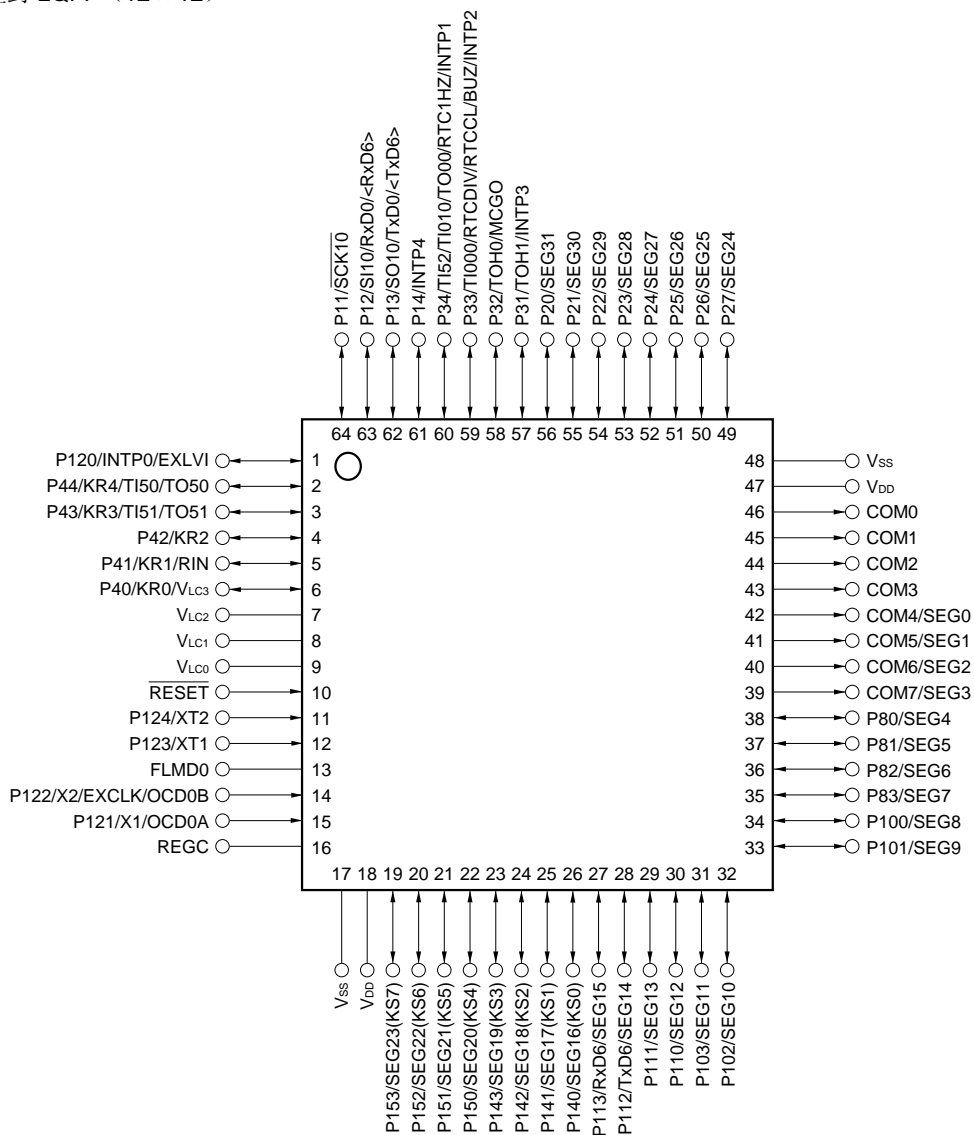 LQFP（12
12）
P11/SCK10
P12/SI10/RxD0/<RxD6>
P13/SO10/TxD0/<TxD6>
P14/INTP4
P34/TI52/TI010/TO00/RTC1HZ/INTP1
P33/TI000/RTCDIV/RTCCL/BUZ/INTP2
P32/TOH0/MCGO
P31/TOH1/INTP3
P20/SEG31
P21/SEG30
P22/SEG29
P23/SEG28
P24/SEG27
P25/SEG26
P26/SEG25
P27/SEG24
64 63 62 61 60 59 58 57 56 55 54 53 52 51 50 49
P120/INTP0/EXLVI 1
P44/KR4/TI50/TO50 2
P43/KR3/TI51/TO51 3
P42/KR2 4
P41/KR1/RIN 5
P40/KR0/VLC3 6
VLC2 7
VLC1 8
VLC0 9
RESET 10
P124/XT2 11
P123/XT1 12
FLMD0 13
P122/X2/EXCLK/OCD0B 14
P121/X1/OCD0A 15
REGC 16
48 VSS
47 VDD
46 COM0
45 COM1
44 COM2
43 COM3
42 COM4/SEG0
41 COM5/SEG1
40 COM6/SEG2
39 COM7/SEG3
38 P80/SEG4
37 P81/SEG5
36 P82/SEG6
35 P83/SEG7
34 P100/SEG8
33 P101/SEG9
17 18 19 20 21 22 23 24 25 26 27 28 29 30 31 32
VSS
VDD
P153/SEG23(KS7)
P152/SEG22(KS6)
P151/SEG21(KS5)
P150/SEG20(KS4)
P143/SEG19(KS3)
P142/SEG18(KS2)
P141/SEG17(KS1)
P140/SEG16(KS0)
P113/RxD6/SEG15
P112/TxD6/SEG14
P111/SEG13
P110/SEG12
P103/SEG11
P102/SEG10